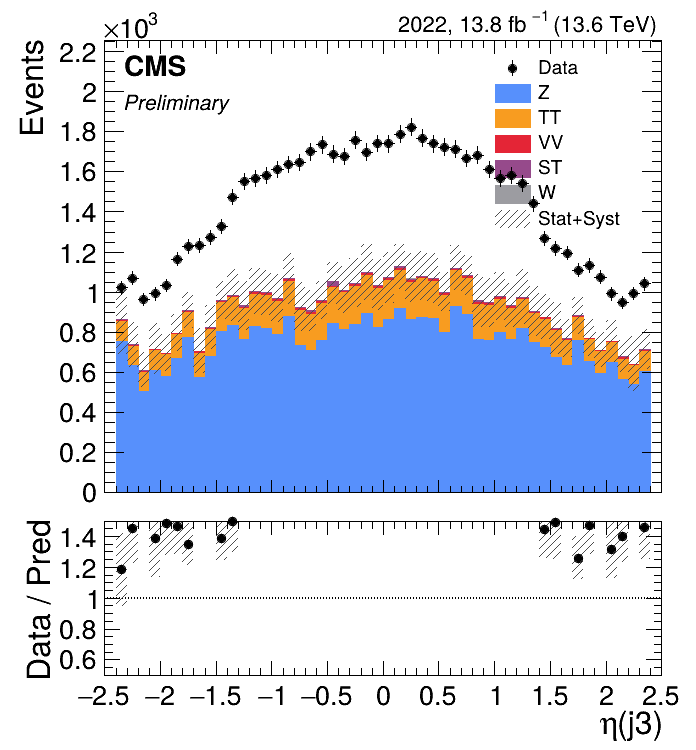 ×10³
2022, 13.8 fb⁻¹ (13.6 TeV)
Events
CMS
Preliminary
Data
Z
TT
VV
ST
W
Stat+Syst
2.2
2
1.8
1.6
1.4
1.2
1
0.8
0.6
0.4
0.2
0
Data / Pred
1.4
1.2
1
0.8
0.6
−2.5 −2 −1.5 −1 −0.5 0 0.5 1 1.5 2 2.5
η(j3)